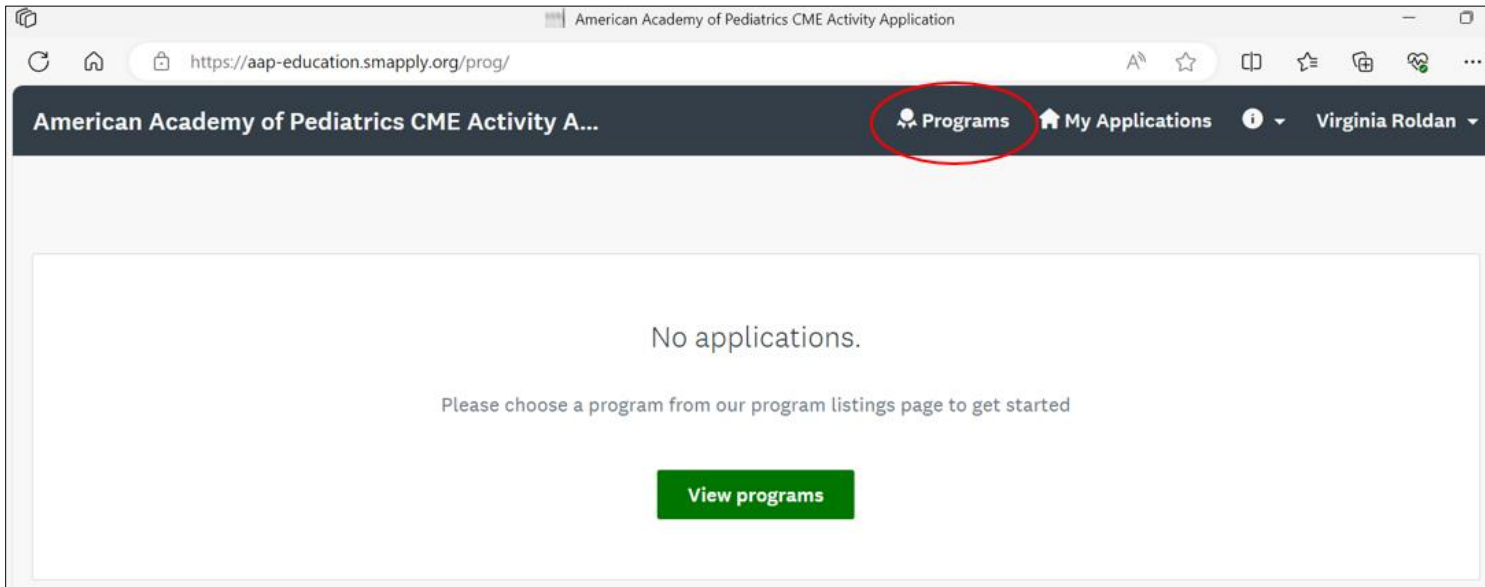 American Academy of Pediatrics CME Activity Application
https://aap-education.smapply.org/prog/
American Academy of Pediatrics CME Activity A... Programs My Applications Virginia Roldan
No applications.
Please choose a program from our program listings page to get started
View programs